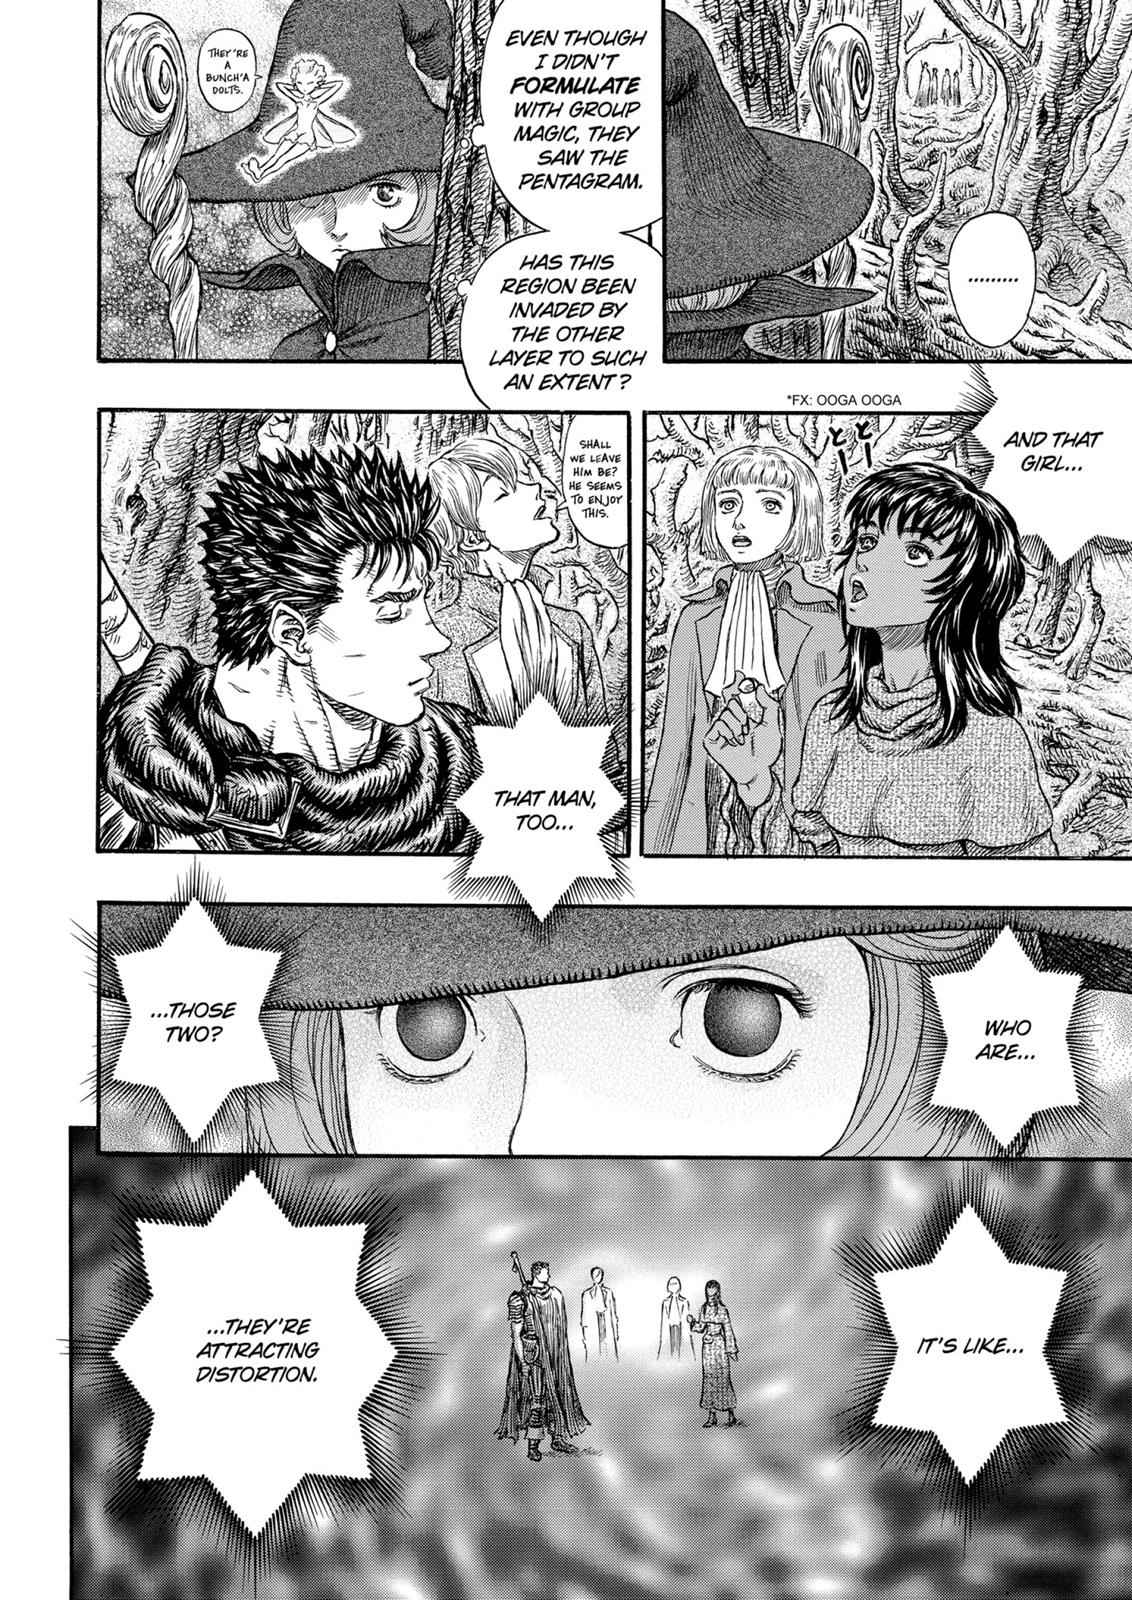 .........
EVEN THOUGH
I DIDN'T
FORMULATE
WITH GROUP
MAGIC, THEY
SAW THE
PENTAGRAM.
THEY'RE
A
BUNCH'A
DOLTS.
HAS THIS
REGION BEEN
INVADED BY
THE OTHER
LAYER TO SUCH
AN EXTENT?
*FX: OOGA OOGA
AND THAT
GIRL...
SHALL
WE LEAVE
HIM BE?
HE SEEMS
TO ENJOY
THIS.
THAT MAN,
TOO...
WHO
ARE...
...THOSE
TWO?
IT'S LIKE...
...THEY'RE
ATTRACTING
DISTORTION.